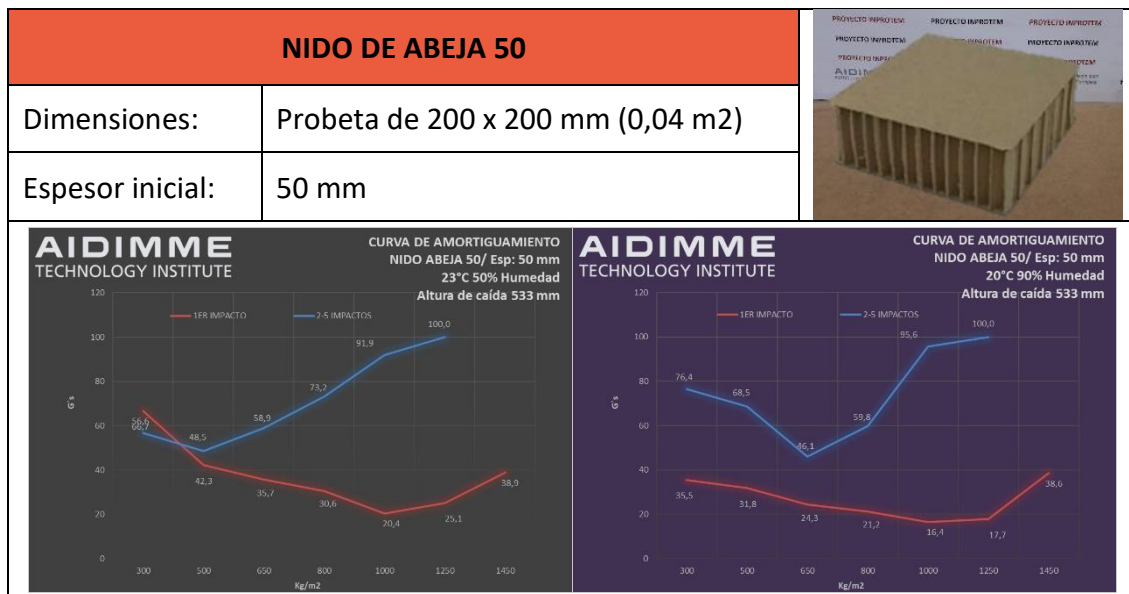 NIDO DE ABEJA 50
Dimensiones:
Probeta de 200 x 200 mm (0,04 m2)
Espesor inicial:
50 mm
PROYECTO INPROTEM PROYECTO INPROTEM PROYECTO INPROTEM
PROYECTO INPROTEM PROYECTO INPROTEM
AIDIMME
TECHNOLOGY INSTITUTE
CURVA DE AMORTIGUAMIENTO
NIDO ABEJA 50/ Esp: 50 mm
23°C 50% Humedad
Altura de caída 533 mm
1ER IMPACTO
2-5 IMPACTOS
120
100
80
60
40
20
0
G´s
66,7
42,3
35,7
30,6
20,4
25,1
38,9
56,6
48,5
58,9
73,2
91,9
100,0
300 500 650 800 1000 1250 1450
Kg/m2
AIDIMME
TECHNOLOGY INSTITUTE
CURVA DE AMORTIGUAMIENTO
NIDO ABEJA 50/ Esp: 50 mm
20°C 90% Humedad
Altura de caída 533 mm
1ER IMPACTO
2-5 IMPACTOS
120
100
80
60
40
20
0
G´s
76,4
68,5
46,1
59,8
95,6
100,0
35,5
31,8
24,3
21,2
16,4
17,7
38,6
300 500 650 800 1000 1250 1450
Kg/m2